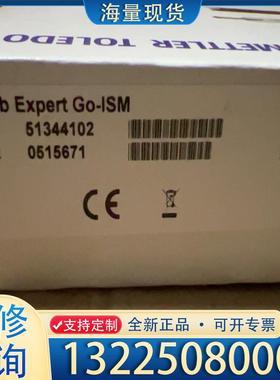 海量现货
METTLER TOLEDO
b Expert Go-ISM
51344102
0515671
CE
支持定制 全新正品 可开专票
修
询
1322508000